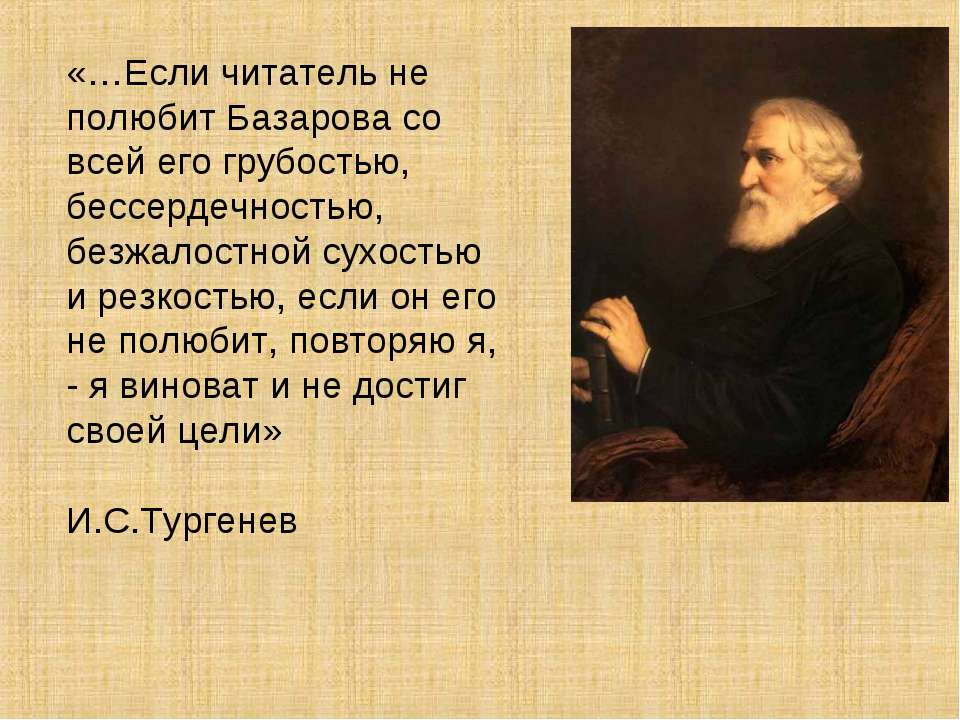 «…Если читатель не
полюбит Базарова со
всей его грубостью,
бессердечностью,
безжалостной сухостью
и резкостью, если он его
не полюбит, повторяю я,
- я виноват и не достиг
своей цели»
И.С.Тургенев